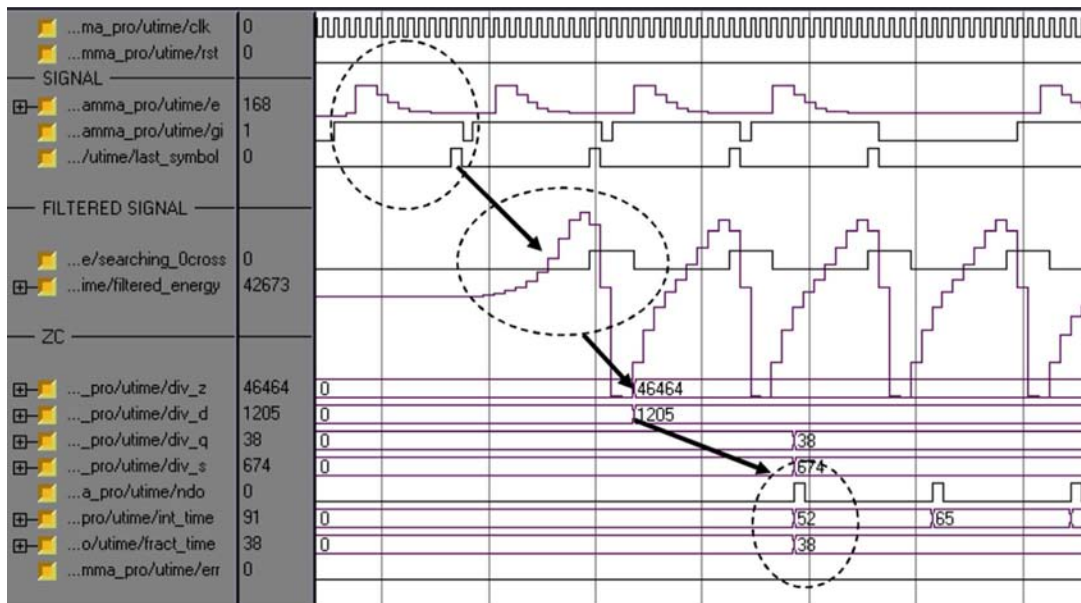 ...ma_pro/utime/clk 0
...mma_pro/utime/rst 0
SIGNAL
...amma_pro/utime/e 168
...amma_pro/utime/gi 1
.../utime/last_symbol 0
FILTERED SIGNAL
...e/searching_0cross 0
...ime/filtered_energy 42673
ZC
..._pro/utime/div_z 46464 0 46464
..._pro/utime/div_d 1205 0 1205
..._pro/utime/div_q 38 0 38
..._pro/utime/div_s 674 0 674
...a_pro/utime/ndo 0
...pro/utime/int_time 91 0 52 65
...o/utime/fract_time 38 0 38
...mma_pro/utime/err 0